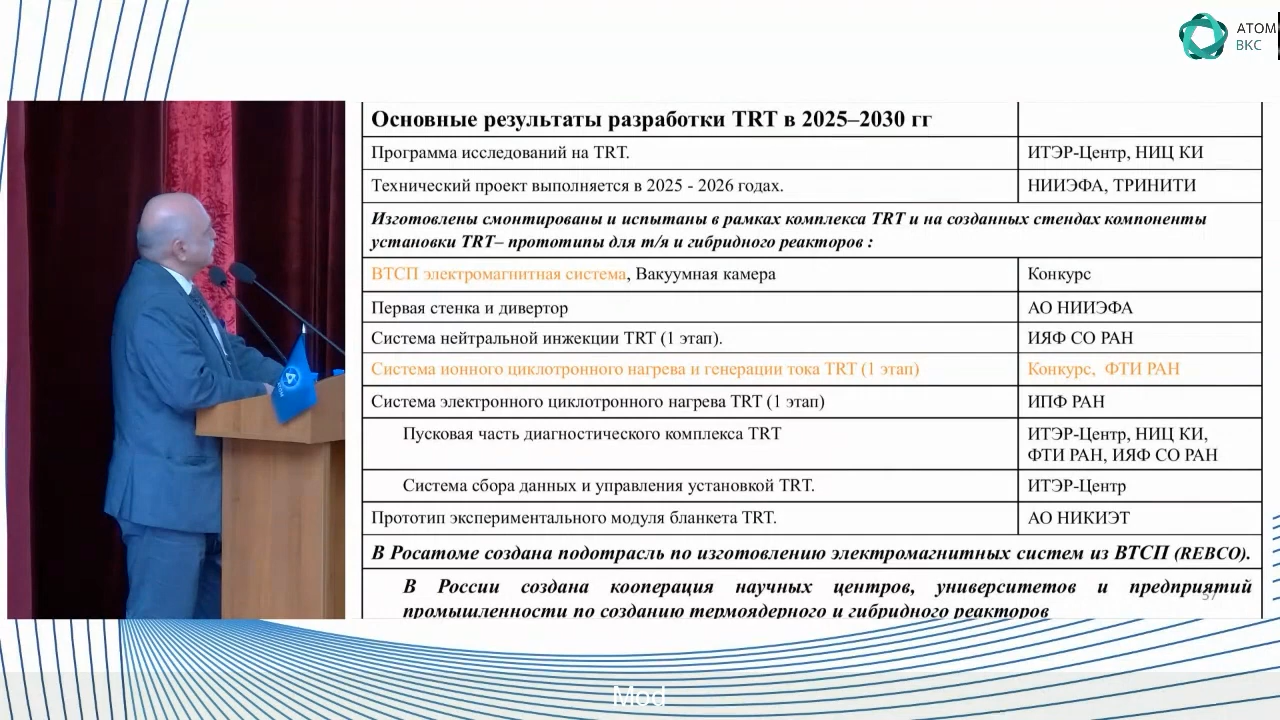 АТОМ
ВКС
Основные результаты разработки TRT в 2025–2030 гг
Программа исследований на TRT.
ИТЭР-Центр, НИЦ КИ
Технический проект выполняется в 2025 - 2026 годах.
НИИЭФА, ТРИНИТИ
Изготовлены смонтированы и испытаны в рамках комплекса TRT и на созданных стендах компоненты
установки TRT– прототипы для т/я и гибридного реакторов :
ВТСП электромагнитная система, Вакуумная камера
Конкурс
Первая стенка и дивертор
АО НИИЭФА
Система нейтральной инжекции TRT (1 этап).
ИЯФ СО РАН
Система ионного циклотронного нагрева и генерации тока TRT (1 этап)
Конкурс, ФТИ РАН
Система электронного циклотронного нагрева TRT (1 этап)
ИПФ РАН
Пусковая часть диагностического комплекса TRT
ИТЭР-Центр, НИЦ КИ,
ФТИ РАН, ИЯФ СО РАН
Система сбора данных и управления установкой TRT.
ИТЭР-Центр
Прототип экспериментального модуля бланкета TRT.
АО НИКИЭТ
В Росатоме создана подотрасль по изготовлению электромагнитных систем из ВТСП (REBCO).
В России создана кооперация научных центров, университетов и предприятий
промышленности по созданию термоядерного и гибридного реакторов
57
Mod